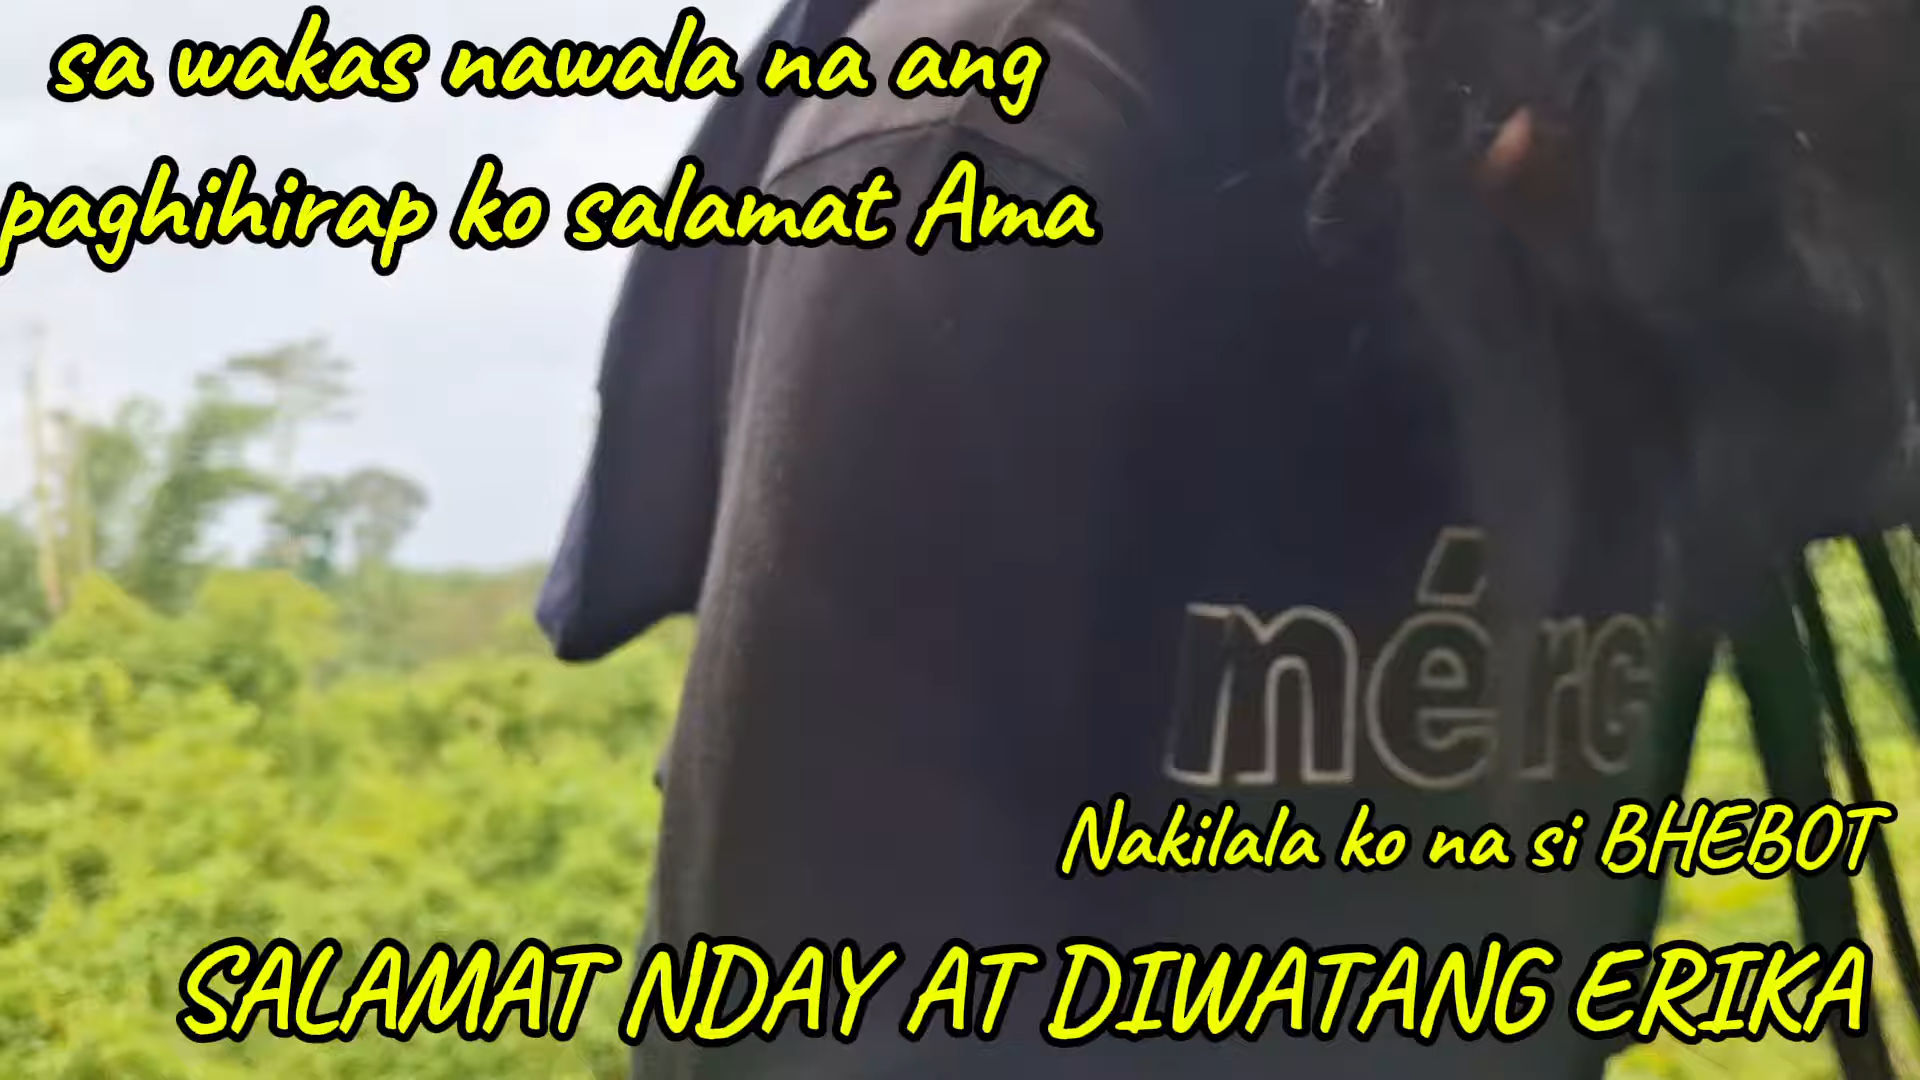 sa wakas nawala na ang
paghihirap ko salamat Ama
mérc
Nakilala ko na si BHEBOT
SALAMAT NDAY AT DIWATANG ERIKA